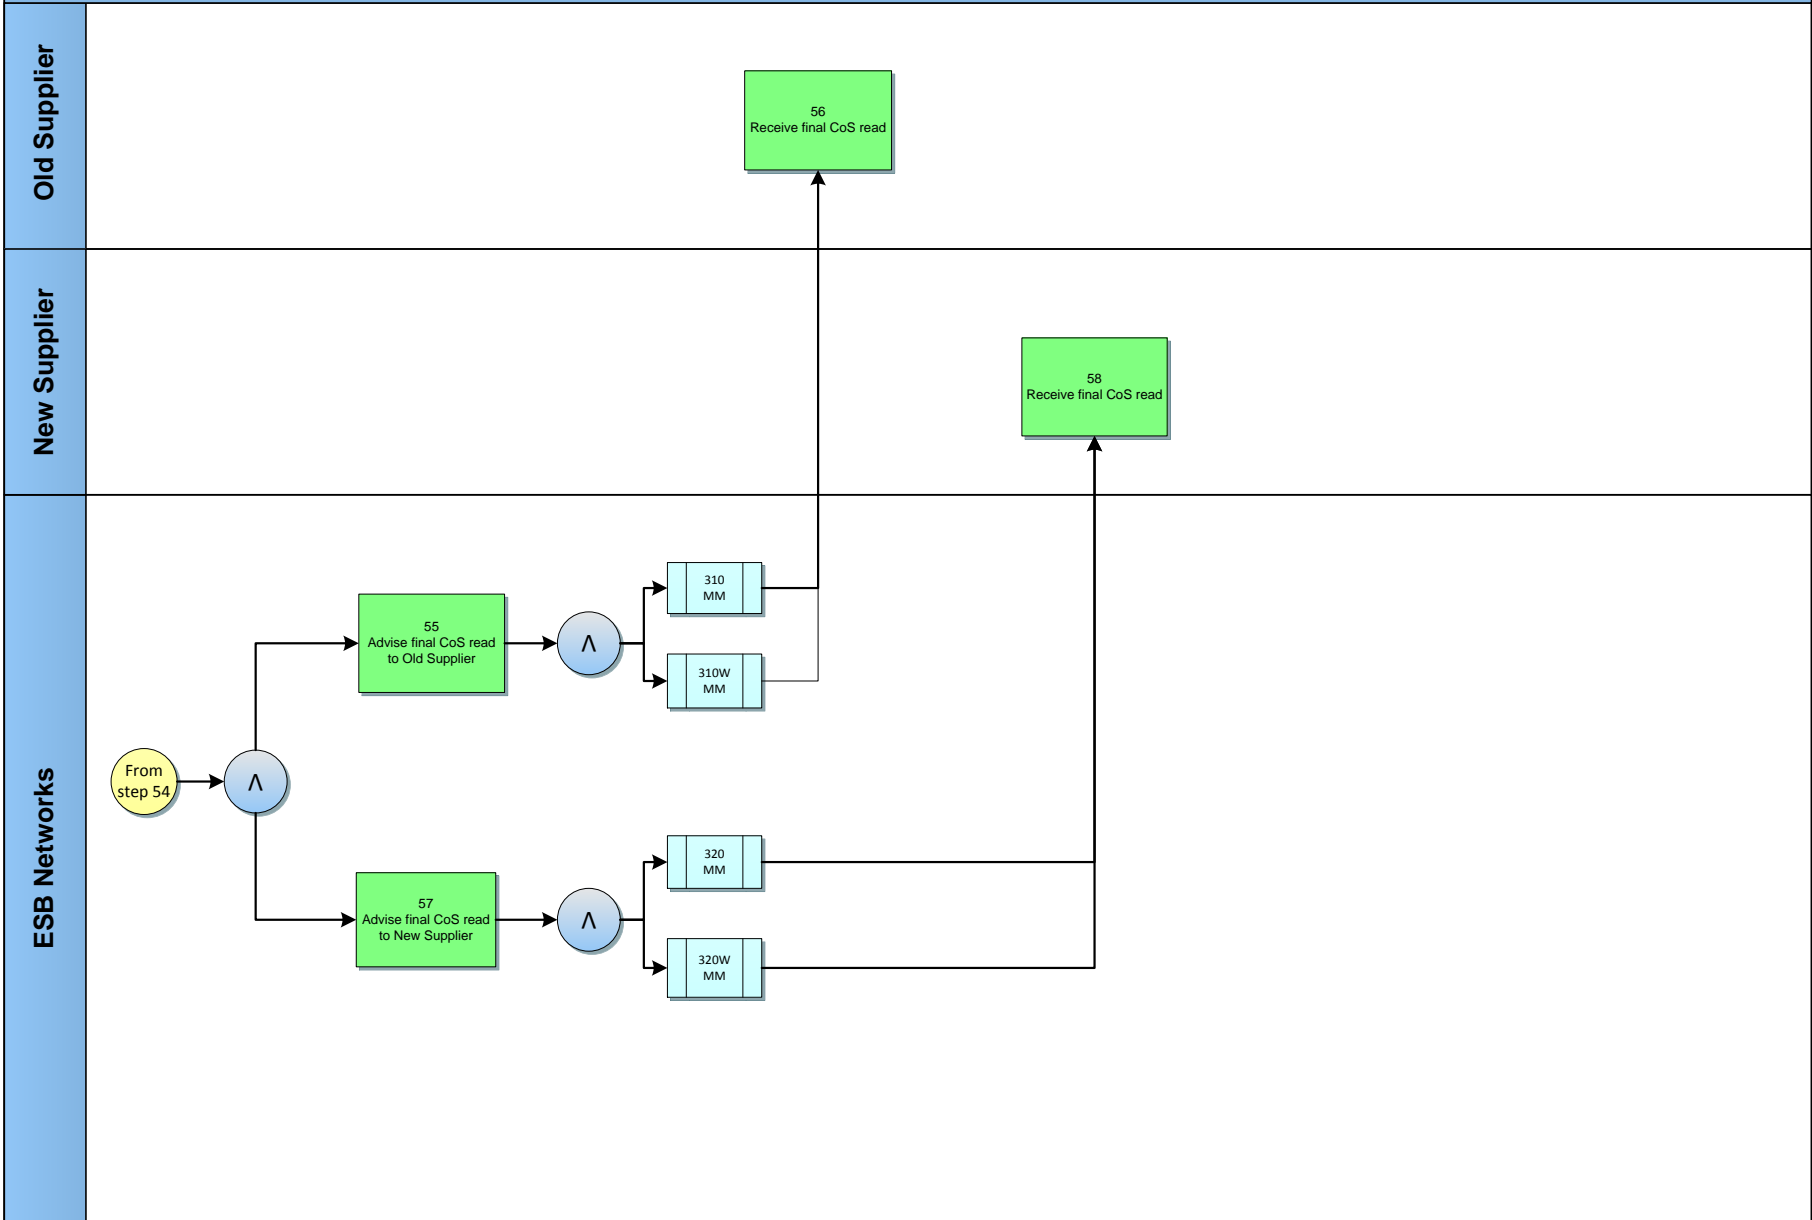 Old Supplier
56
Receive final CoS read
New Supplier
58
Receive final CoS read
ESB Networks
From
step 54
Λ
55
Advise final CoS read
to Old Supplier
Λ
310
MM
310W
MM
57
Advise final CoS read
to New Supplier
Λ
320
MM
320W
MM